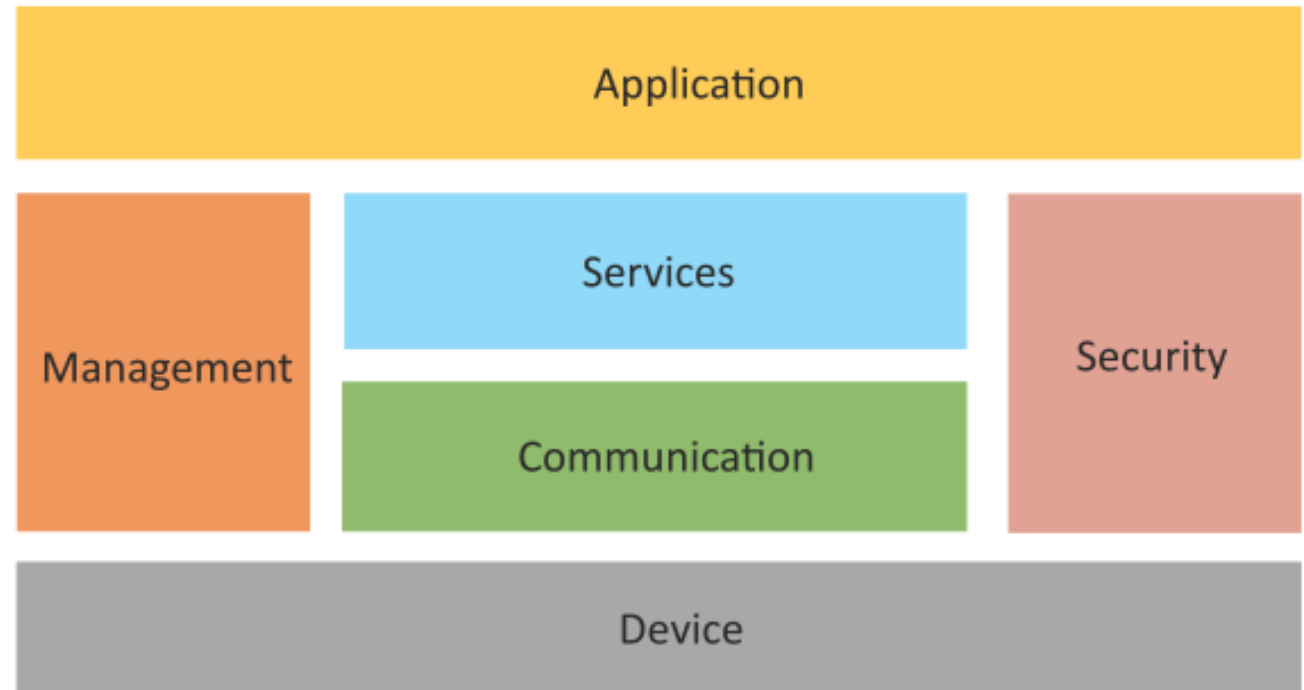 Application
Services
Management
Security
Communication
Device